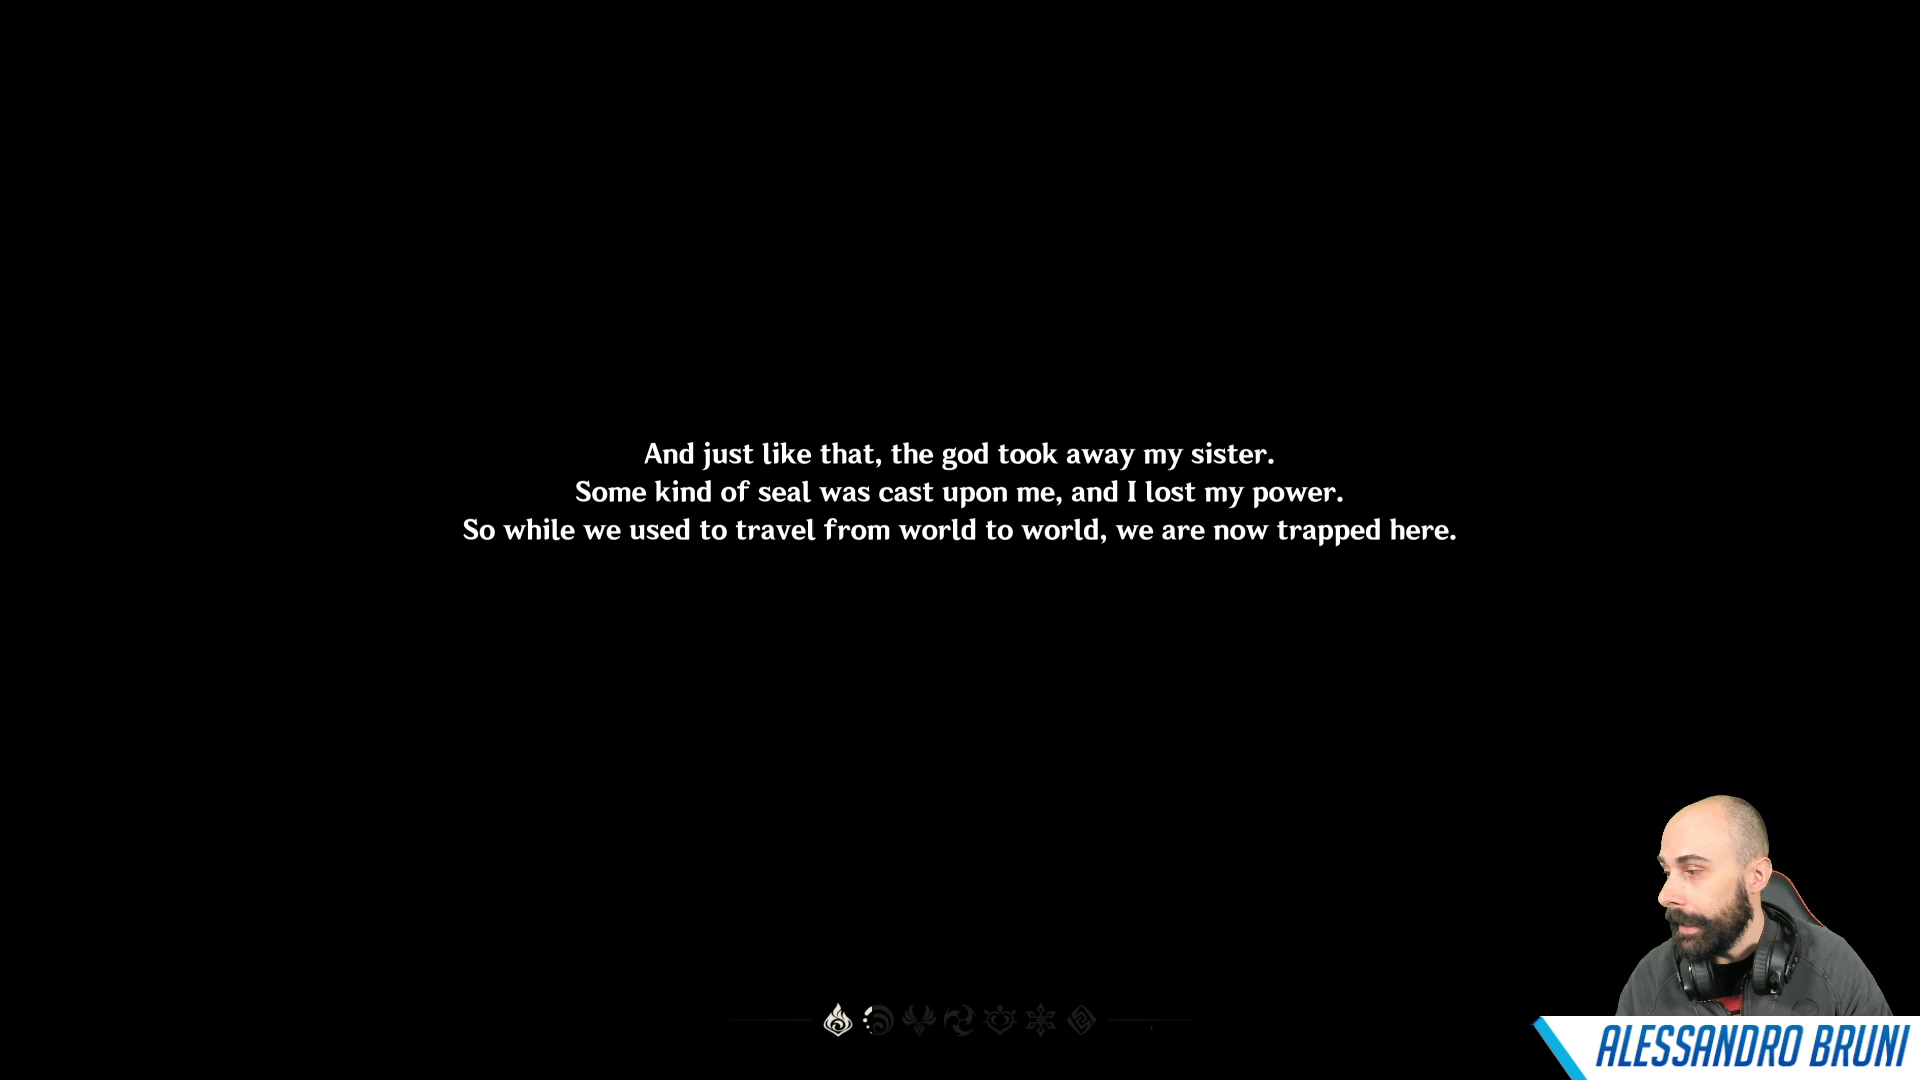 And just like that, the god took away my sister.
Some kind of seal was cast upon me, and I lost my power.
So while we used to travel from world to world, we are now trapped here.
ALESSANDRO BRUNI